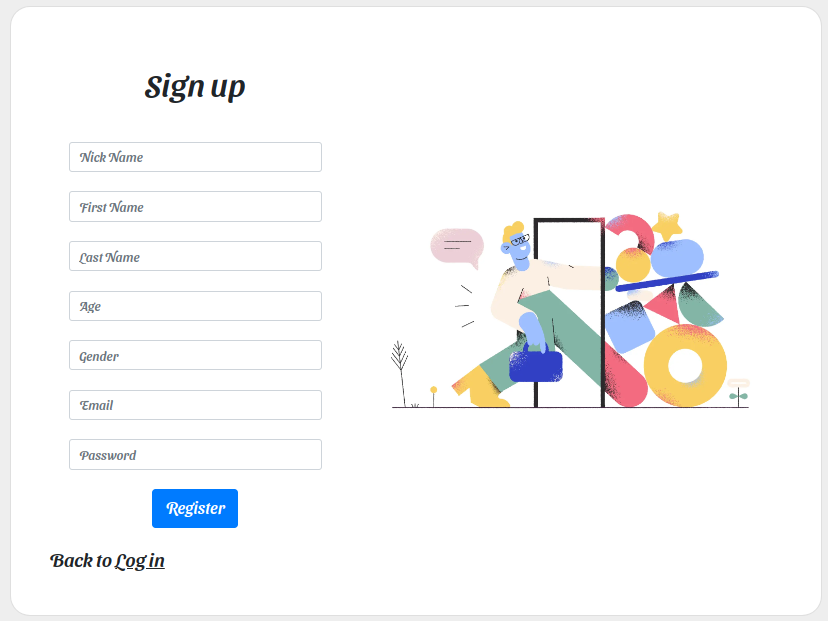 Sign up
Nick Name
First Name
Last Name
Age
Gender
Email
Password
Register
Back to Log in